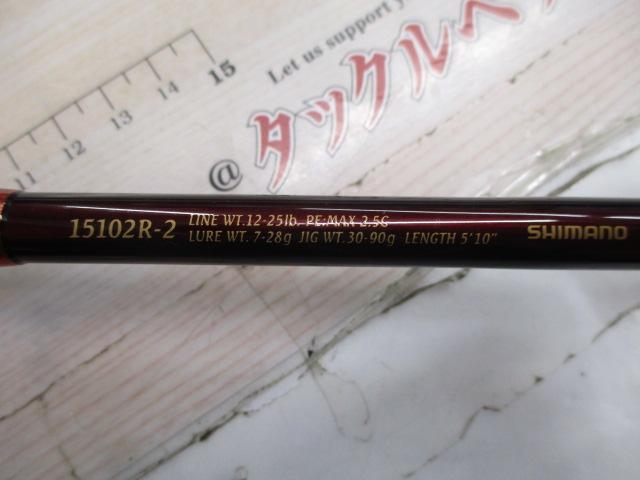 15
14
13
12
11
Let us support you
@タックルベ
15102R-2
LINE WT.12-25lb. PE:MAX 2.5G
LURE WT. 7-28g JIG WT.30-90g LENGTH 5'10"
SHIMANO